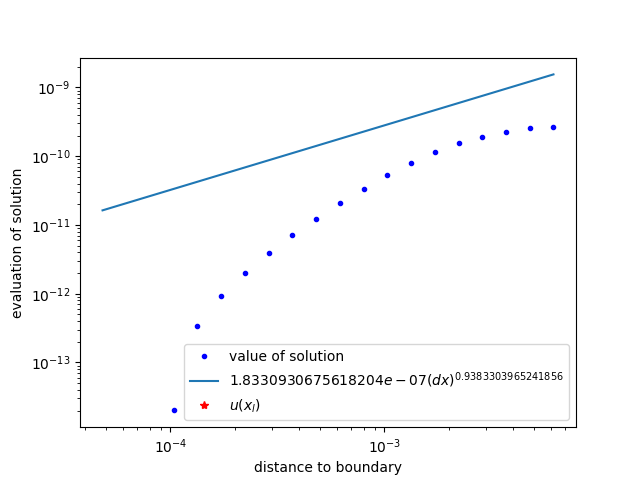 10⁻⁹
10⁻¹⁰
10⁻¹¹
10⁻¹²
10⁻¹³
evaluation of solution
value of solution
1.8330930675618204e − 07(dx)^0.9383303965241856
u(x_l)
10⁻⁴
10⁻³
distance to boundary